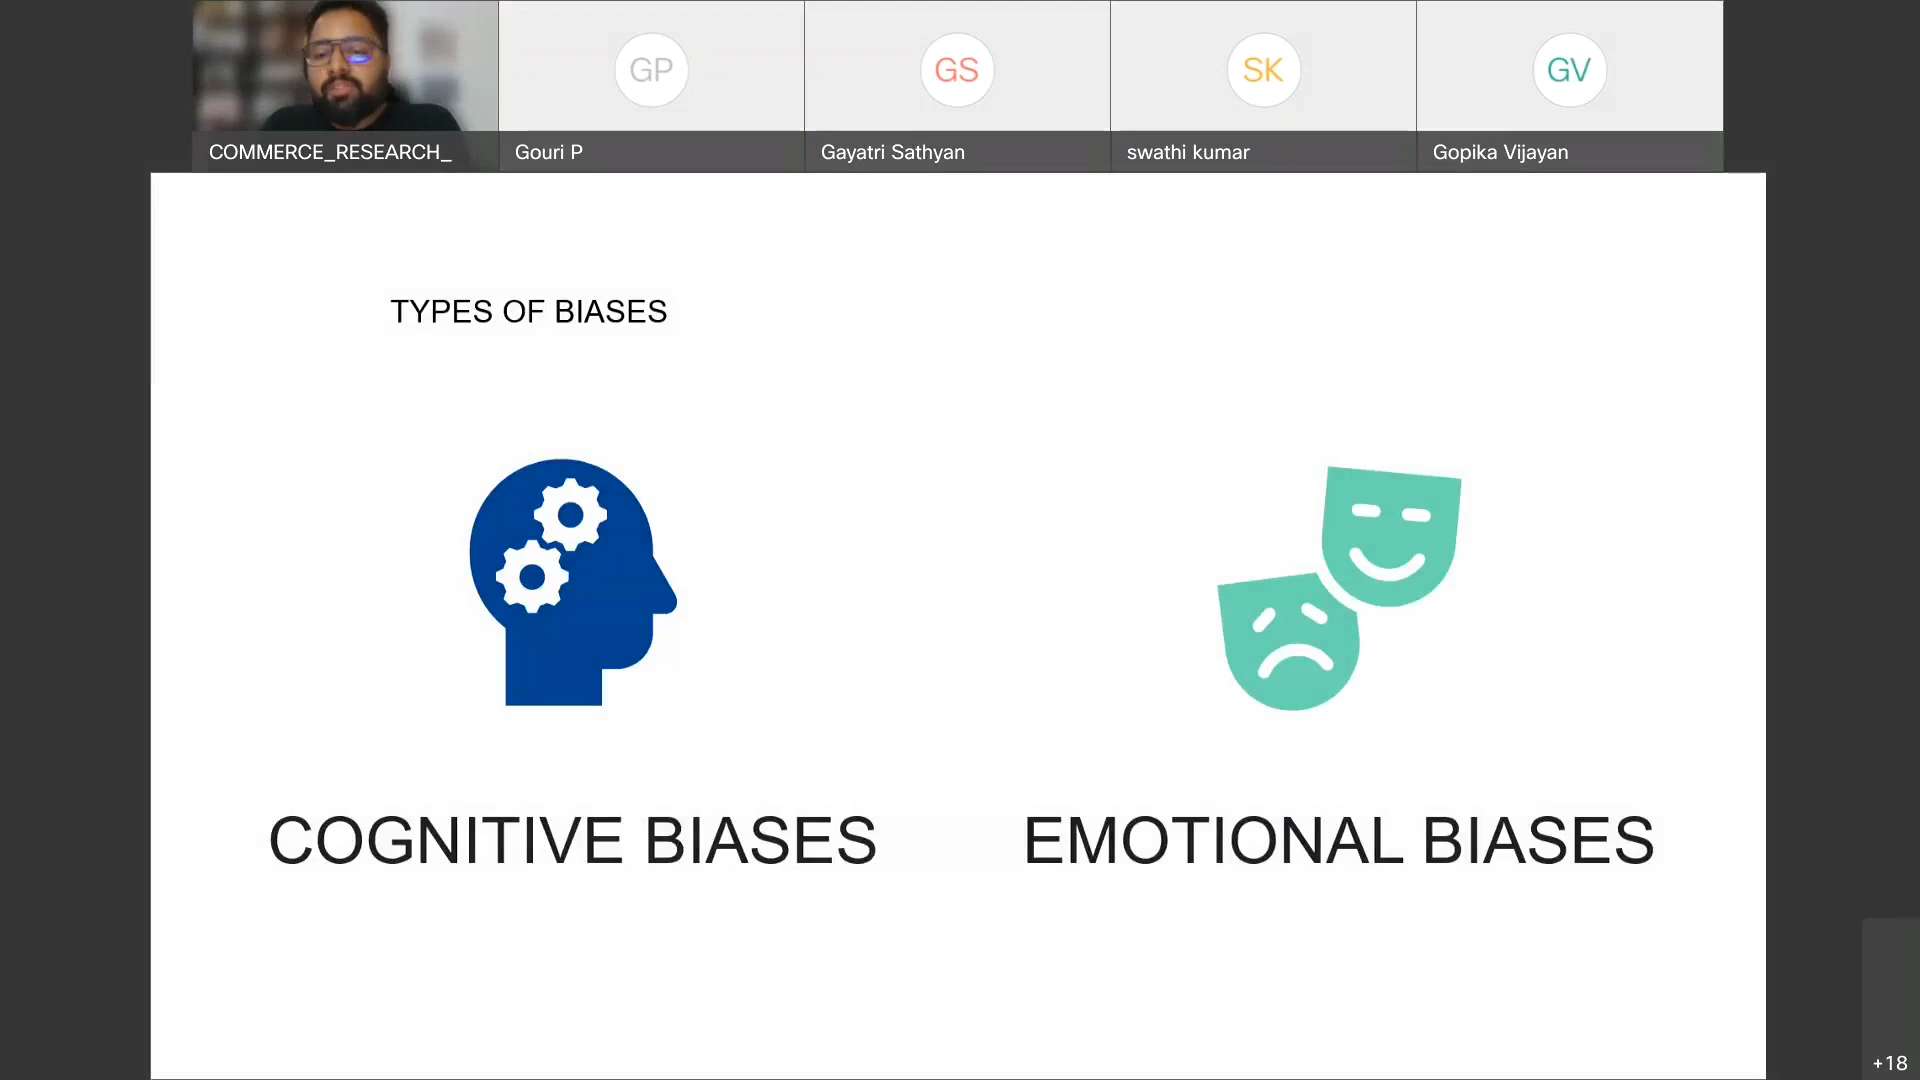 GP
GS
SK
GV
COMMERCE_RESEARCH_
Gouri P
Gayatri Sathyan
swathi kumar
Gopika Vijayan
TYPES OF BIASES
COGNITIVE BIASES
EMOTIONAL BIASES
+18